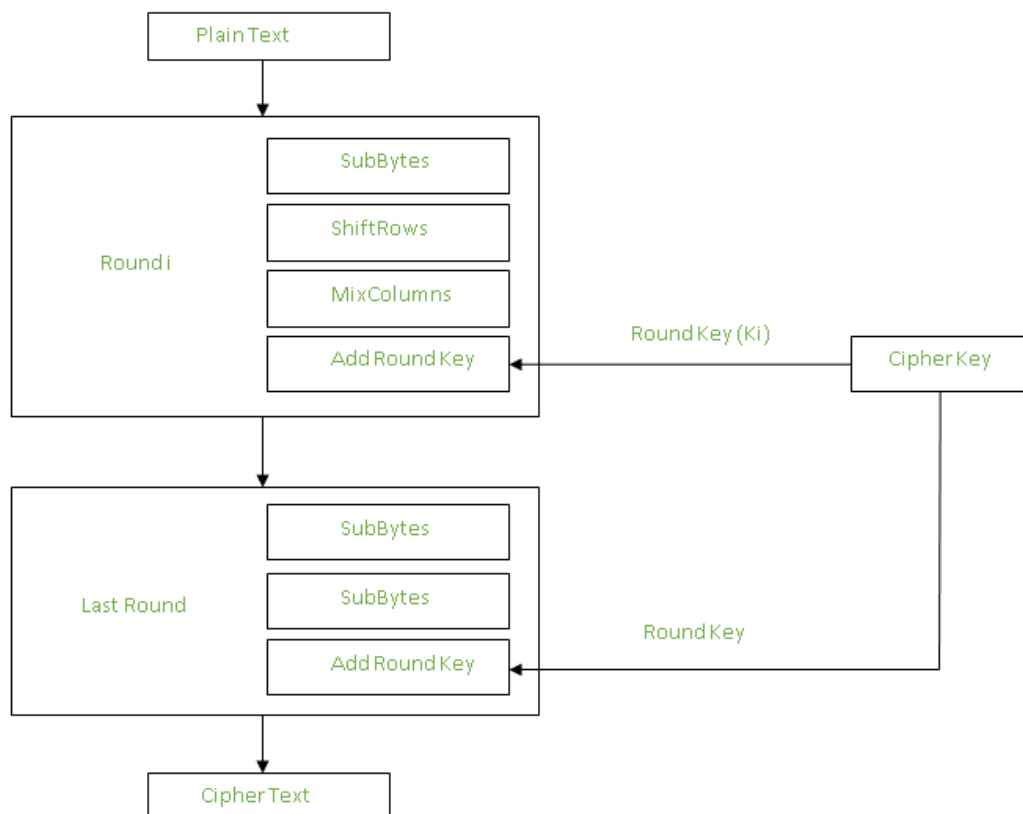 Plain Text
SubBytes
ShiftRows
Round i
MixColumns
Round Key (Ki)
Add Round Key
Cipher Key
SubBytes
SubBytes
Last Round
Round Key
Add Round Key
Cipher Text